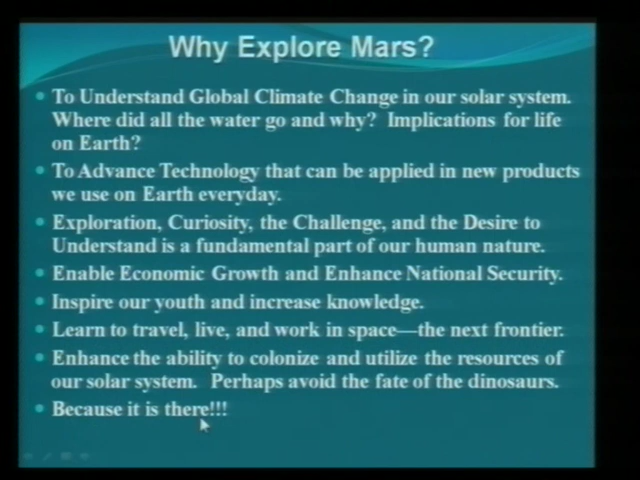 Why Explore Mars?
• To Understand Global Climate Change in our solar system.
Where did all the water go and why? Implications for life
on Earth?
• To Advance Technology that can be applied in new products
we use on Earth everyday.
• Exploration, Curiosity, the Challenge, and the Desire to
Understand is a fundamental part of our human nature.
• Enable Economic Growth and Enhance National Security.
• Inspire our youth and increase knowledge.
• Learn to travel, live, and work in space—the next frontier.
• Enhance the ability to colonize and utilize the resources of
our solar system. Perhaps avoid the fate of the dinosaurs.
• Because it is there!!!